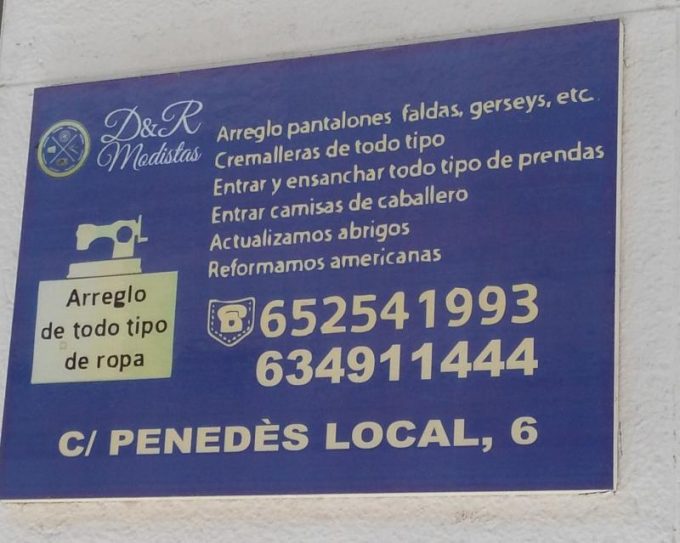 D&R
Modistas
Arreglo pantalones faldas, gerseys, etc.
Cremalleras de todo tipo
Entrar y ensanchar todo tipo de prendas
Entrar camisas de caballero
Actualizamos abrigos
Reformamos americanas
Arreglo
de todo tipo
de ropa
652541993
634911444
C/ PENEDÈS LOCAL, 6